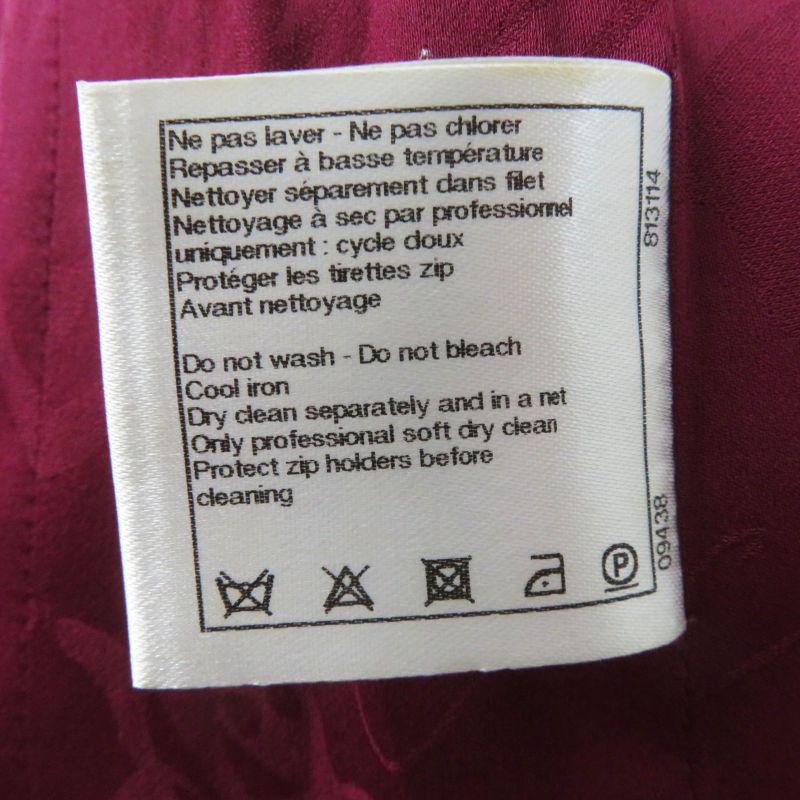 Ne pas laver - Ne pas chlorer
Repasser à basse température
Nettoyer séparement dans filet
Nettoyage à sec par professionnel
uniquement : cycle doux
Protéger les tirettes zip
Avant nettoyage
Do not wash - Do not bleach
Cool iron
Dry clean separately and in a net
Only professional soft dry clean
Protect zip holders before
cleaning
P
813114
09438